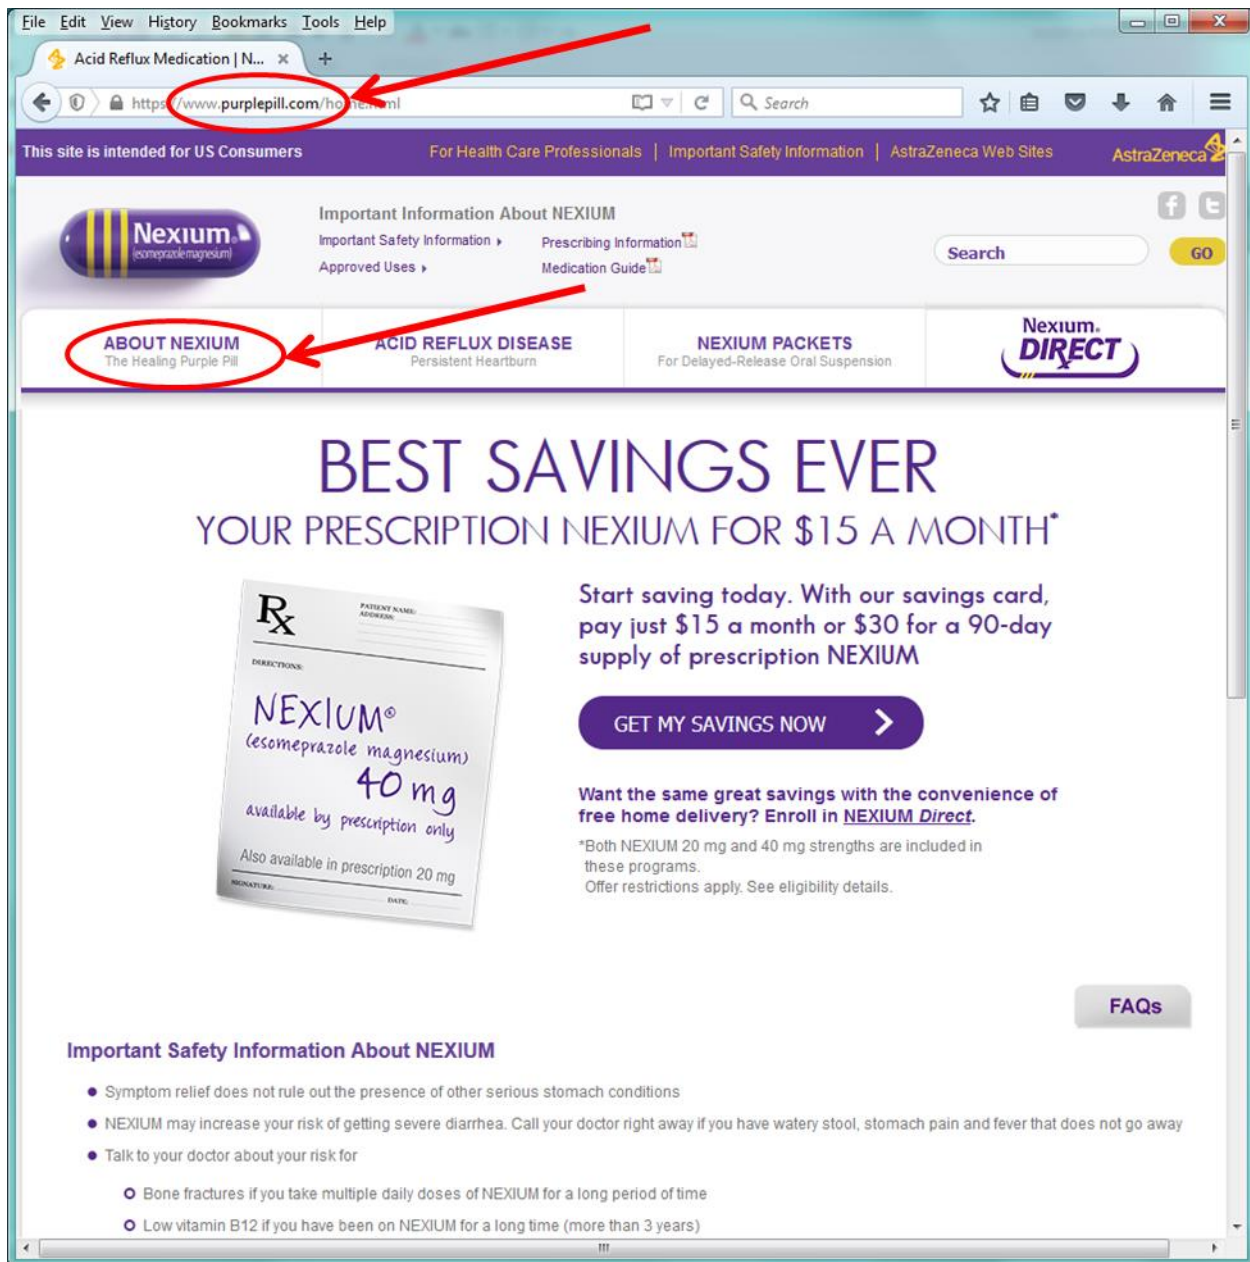 File Edit View History Bookmarks Tools Help
Acid Reflux Medication | N... × +
https://www.purplepill.com/home.html Search
This site is intended for US Consumers For Health Care Professionals | Important Safety Information | AstraZeneca Web Sites AstraZeneca
Important Information About NEXIUM
Nexium®
(esomeprazole magnesium)
Important Safety Information Prescribing Information
Approved Uses Medication Guide
Search GO
ABOUT NEXIUM
The Healing Purple Pill
ACID REFLUX DISEASE
Persistent Heartburn
NEXIUM PACKETS
For Delayed-Release Oral Suspension
Nexium®
DIRECT
BEST SAVINGS EVER
YOUR PRESCRIPTION NEXIUM FOR $15 A MONTH*
Rx
PATIENT NAME:
ADDRESS:
DIRECTIONS:
NEXIUM®
(esomeprazole magnesium)
40 mg
available by prescription only
Also available in prescription 20 mg
SIGNATURE:
DATE:
Start saving today. With our savings card,
pay just $15 a month or $30 for a 90-day
supply of prescription NEXIUM
GET MY SAVINGS NOW
Want the same great savings with the convenience of
free home delivery? Enroll in NEXIUM Direct.
*Both NEXIUM 20 mg and 40 mg strengths are included in
these programs.
Offer restrictions apply. See eligibility details.
FAQs
Important Safety Information About NEXIUM
● Symptom relief does not rule out the presence of other serious stomach conditions
● NEXIUM may increase your risk of getting severe diarrhea. Call your doctor right away if you have watery stool, stomach pain and fever that does not go away
● Talk to your doctor about your risk for
○ Bone fractures if you take multiple daily doses of NEXIUM for a long period of time
○ Low vitamin B12 if you have been on NEXIUM for a long time (more than 3 years)